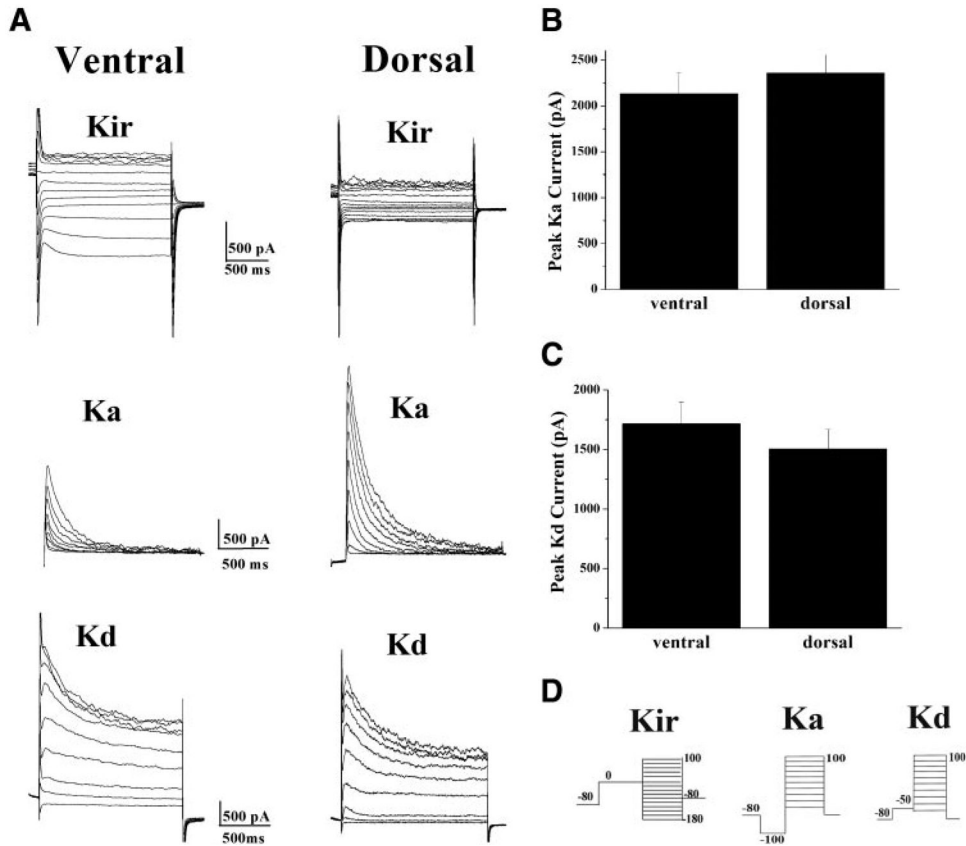 A
Ventral
Dorsal
Kir
Kir
500 pA
500 ms
Ka
Ka
500 pA
500 ms
Kd
Kd
500 pA
500ms
B
Peak Ka Current (pA)
2500
2000
1500
1000
500
0
ventral
dorsal
C
Peak Kd Current (pA)
2000
1500
1000
500
0
ventral
dorsal
D
Kir
Ka
Kd
-80
0
100
-80
-180
-80
-100
100
-80
-50
100